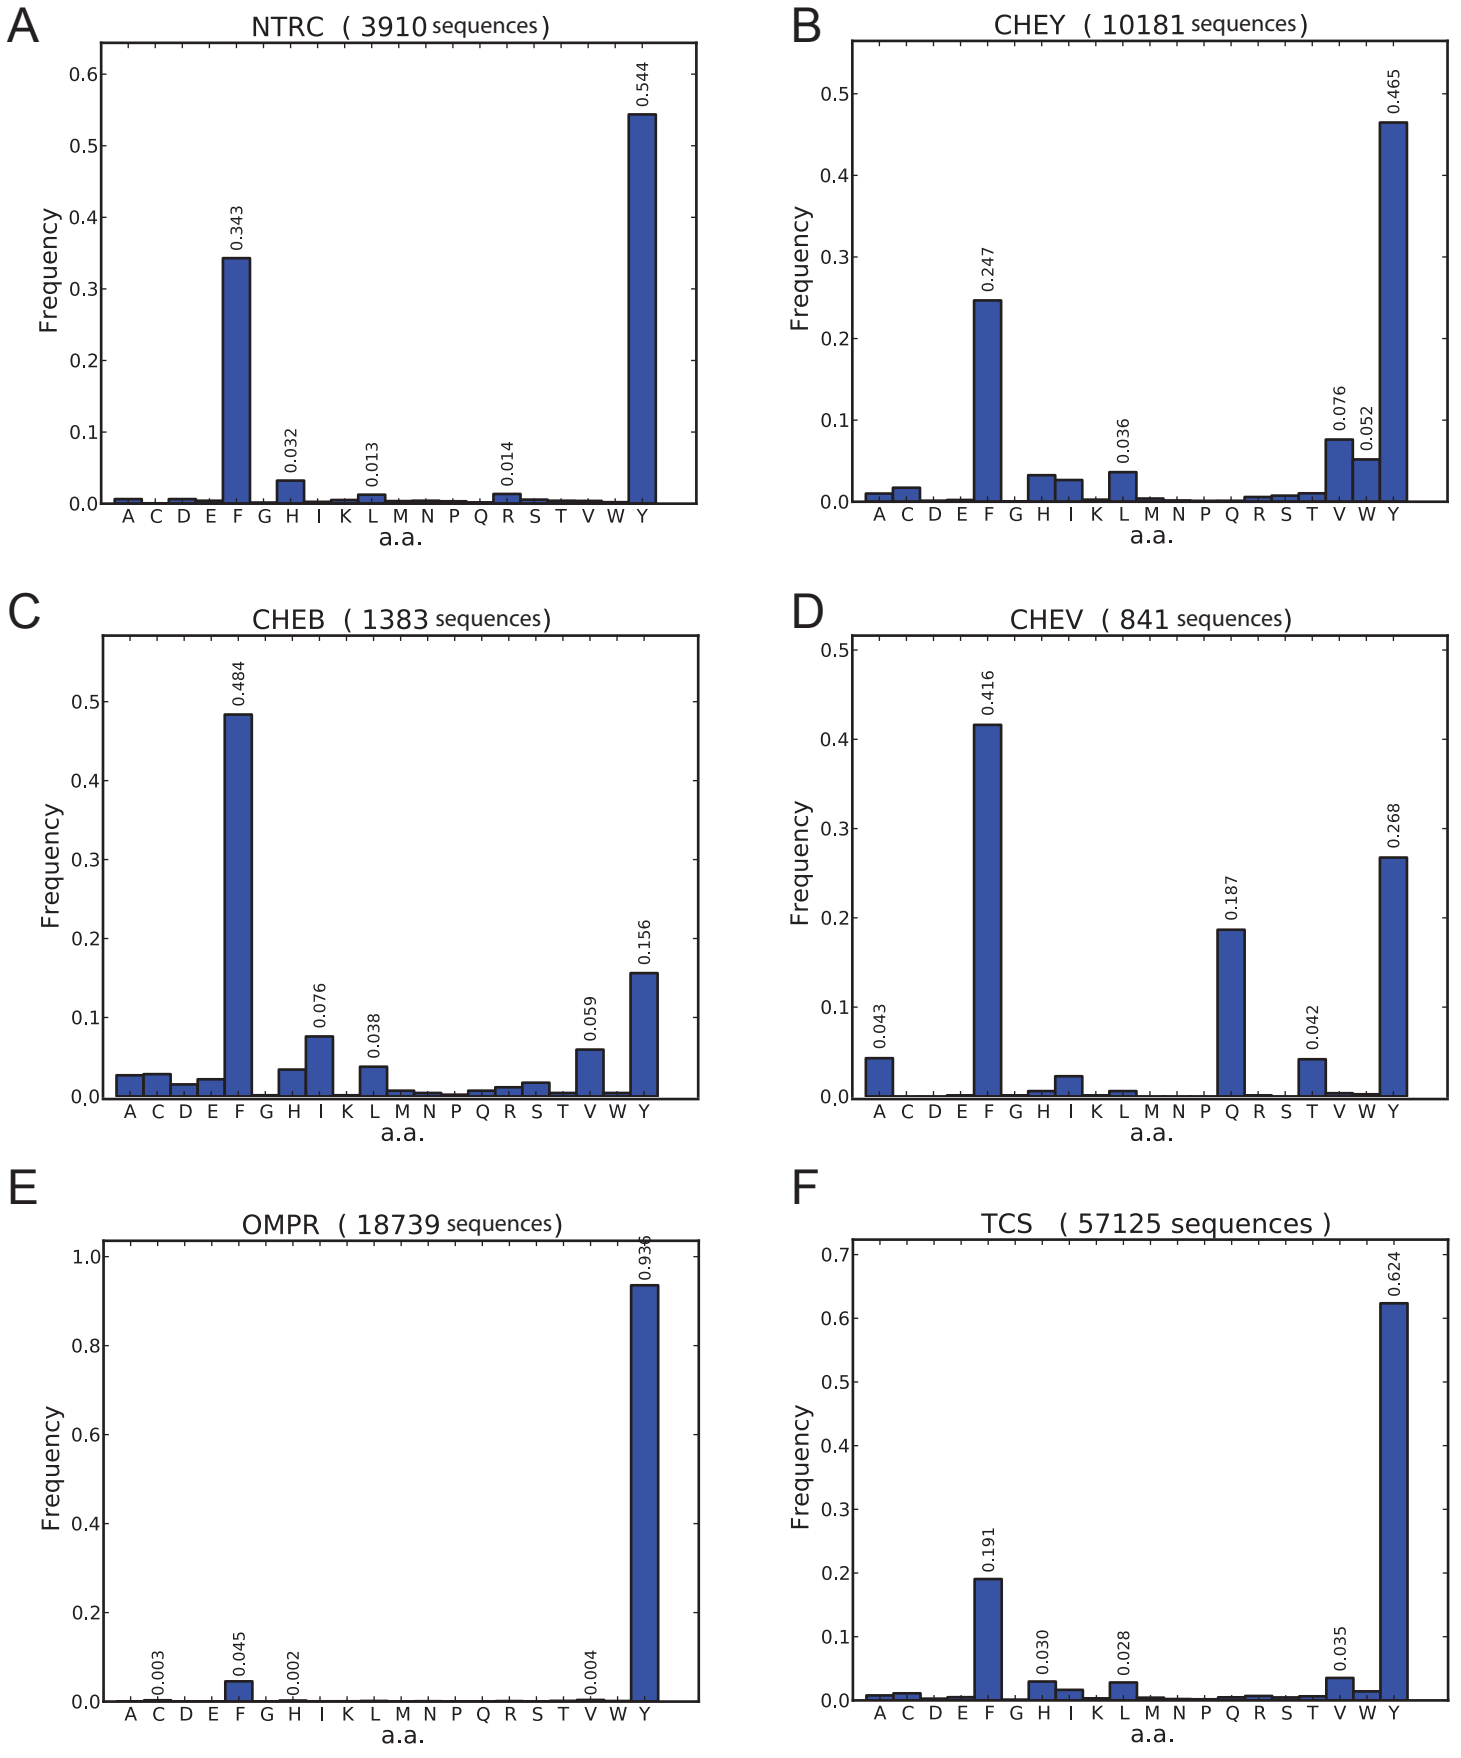 A
NTRC ( 3910 sequences)
Frequency
0.6
0.5
0.4
0.3
0.2
0.1
0.0
0.343
0.032
0.013
0.014
0.544
A C D E F G H I K L M N P Q R S T V W Y
a.a.
B
CHEY ( 10181 sequences)
Frequency
0.5
0.4
0.3
0.2
0.1
0.0
0.247
0.036
0.076
0.052
0.465
A C D E F G H I K L M N P Q R S T V W Y
a.a.
C
CHEB ( 1383 sequences)
Frequency
0.5
0.4
0.3
0.2
0.1
0.0
0.484
0.076
0.038
0.059
0.156
A C D E F G H I K L M N P Q R S T V W Y
a.a.
D
CHEV ( 841 sequences)
Frequency
0.5
0.4
0.3
0.2
0.1
0.0
0.043
0.416
0.187
0.042
0.268
A C D E F G H I K L M N P Q R S T V W Y
a.a.
E
OMPR ( 18739 sequences)
Frequency
1.0
0.8
0.6
0.4
0.2
0.0
0.003
0.045
0.002
0.004
0.936
A C D E F G H I K L M N P Q R S T V W Y
a.a.
F
TCS ( 57125 sequences )
Frequency
0.7
0.6
0.5
0.4
0.3
0.2
0.1
0.0
0.191
0.030
0.028
0.035
0.624
A C D E F G H I K L M N P Q R S T V W Y
a.a.